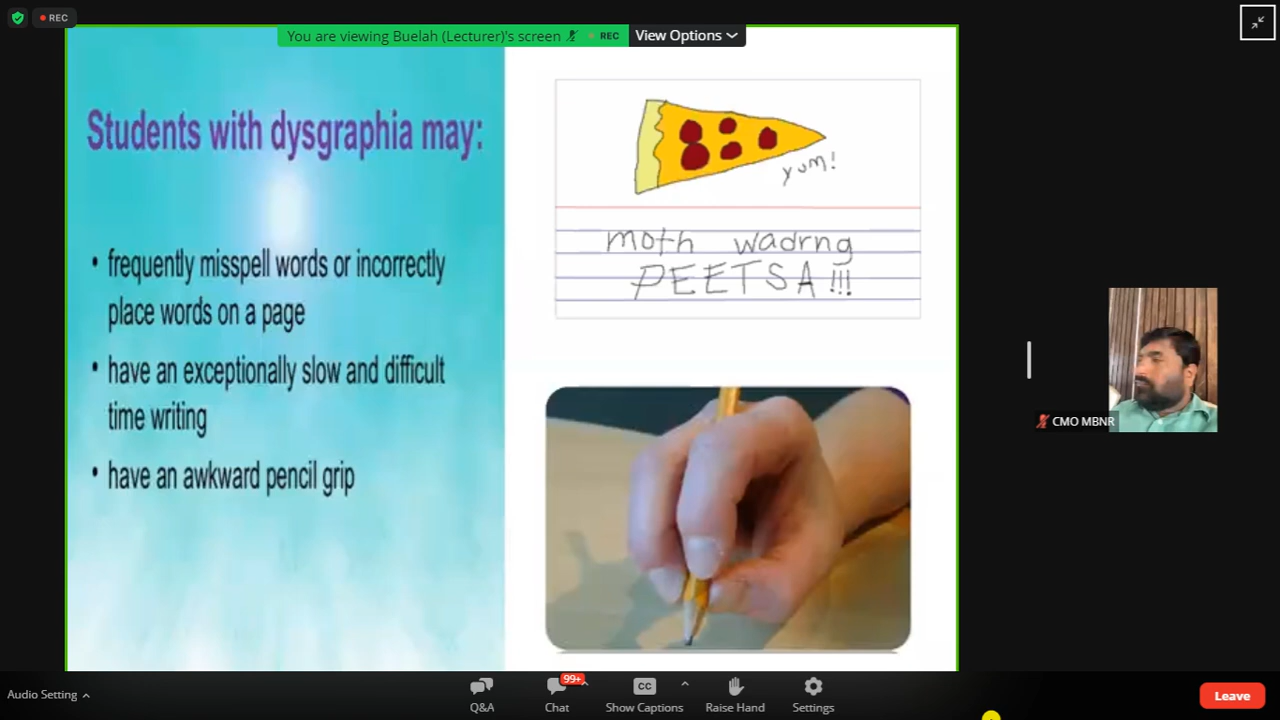 REC
You are viewing Buelah (Lecturer)'s screen REC View Options
Students with dysgraphia may:
• frequently misspell words or incorrectly
place words on a page
• have an exceptionally slow and difficult
time writing
• have an awkward pencil grip
yum!
moth wadrng
PEETSA!!!
CMO MBNR
Audio Setting
99+
CC
Q&A Chat Show Captions Raise Hand Settings
Leave